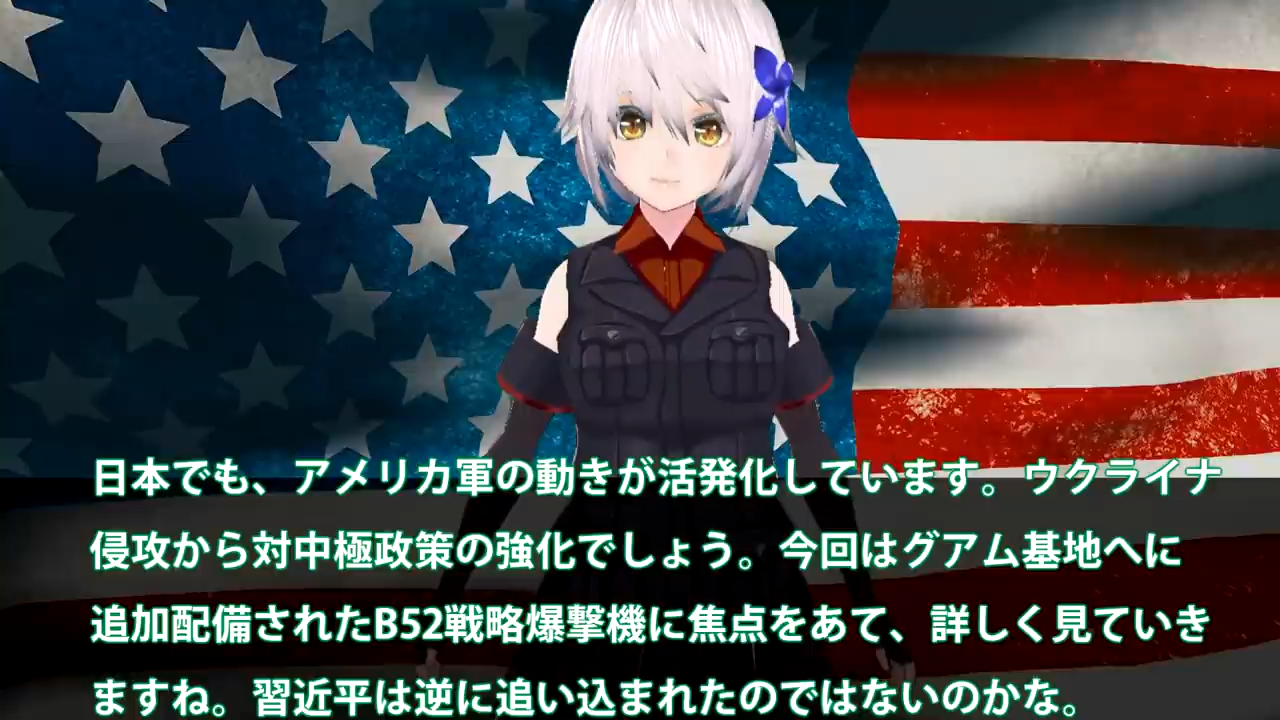 日本でも、アメリカ軍の動きが活発化しています。ウクライナ
侵攻から対中極政策の強化でしょう。今回はグアム基地へに
追加配備されたB52戦略爆撃機に焦点をあて、詳しく見ていき
ますね。習近平は逆に追い込まれたのではないのかな。